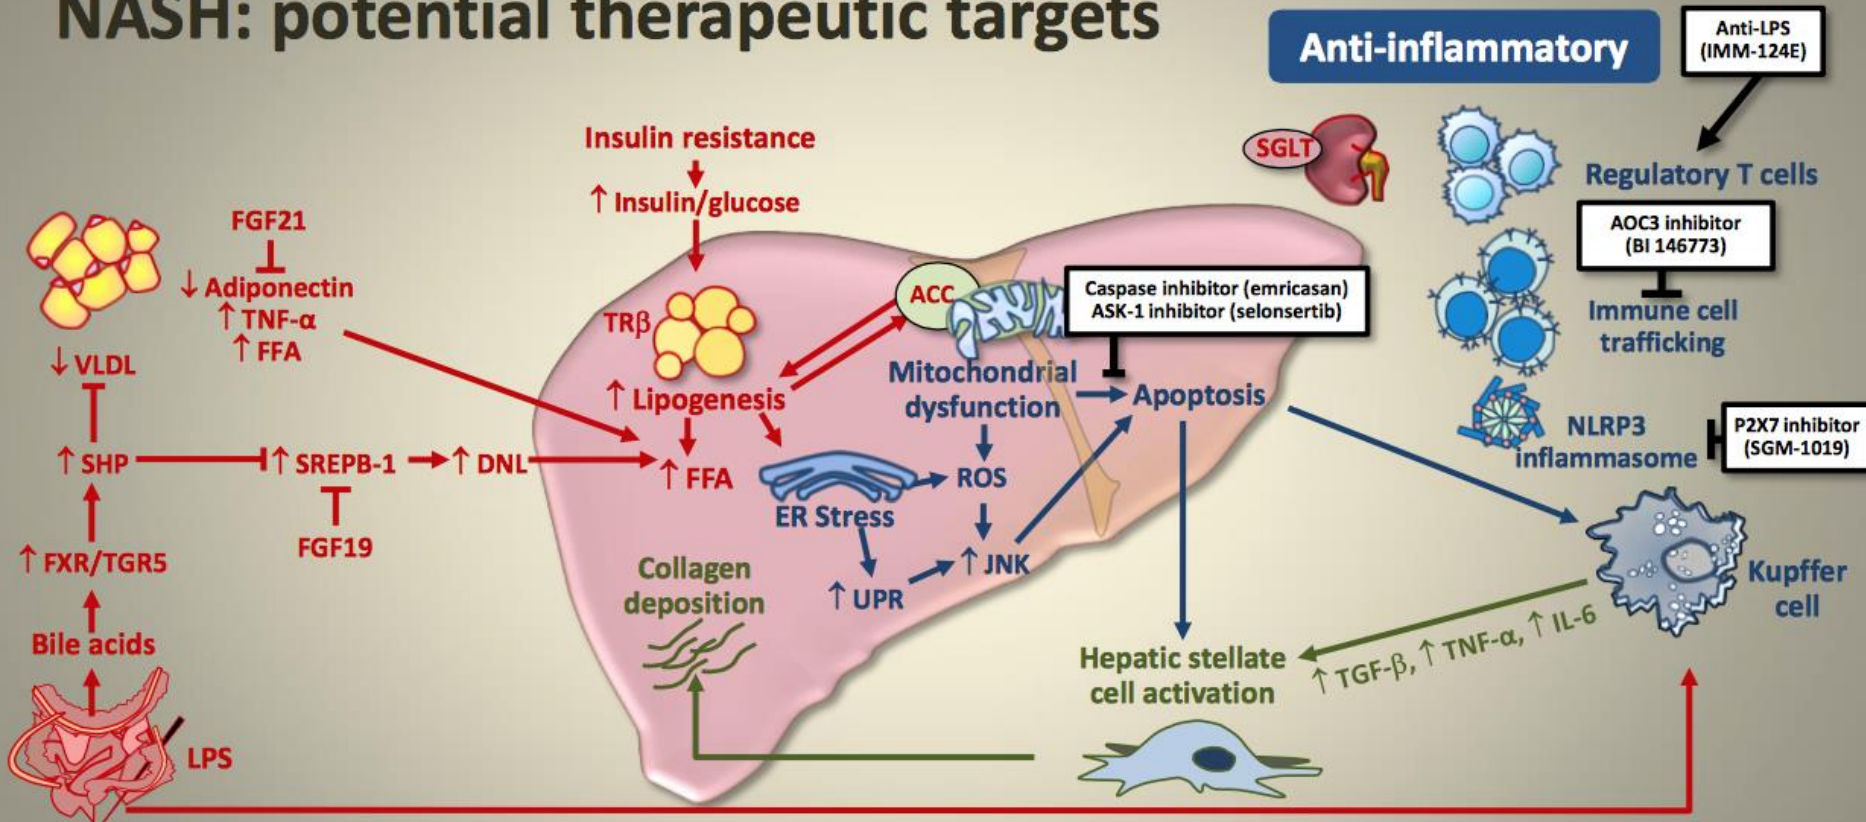 NASH: potential therapeutic targets
Anti-inflammatory
Anti-LPS
(IMM-124E)
Insulin resistance
↑ Insulin/glucose
SGLT
Regulatory T cells
FGF21
↓ Adiponectin
↑ TNF-α
↑ FFA
AOC3 inhibitor
(BI 146773)
Immune cell
trafficking
TRβ
ACC
Caspase inhibitor (emricasan)
ASK-1 inhibitor (selonsertib)
↓ VLDL
↑ Lipogenesis
Mitochondrial
dysfunction
Apoptosis
NLRP3
inflammasome
P2X7 inhibitor
(SGM-1019)
↑ SHP
↑ SREPB-1
↑ DNL
↑ FFA
ER Stress
ROS
FGF19
↑ FXR/TGR5
↑ JNK
↑ UPR
Collagen
deposition
Kupffer
cell
Bile acids
Hepatic stellate
cell activation
↑ TGF-β, ↑ TNF-α, ↑ IL-6
LPS